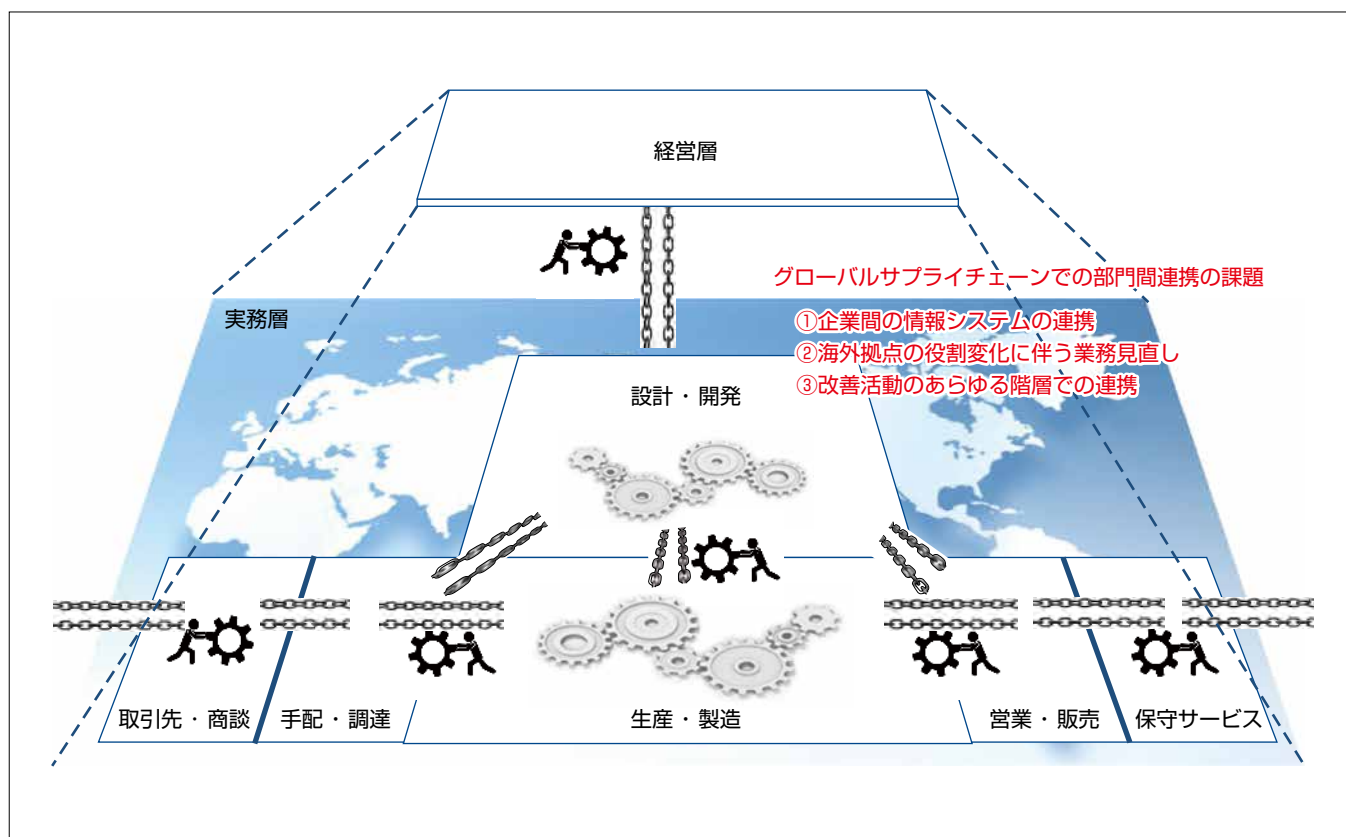 経営層
グローバルサプライチェーンでの部門間連携の課題
実務層
①企業間の情報システムの連携
②海外拠点の役割変化に伴う業務見直し
③改善活動のあらゆる階層での連携
設計・開発
取引先・商談
手配・調達
生産・製造
営業・販売
保守サービス